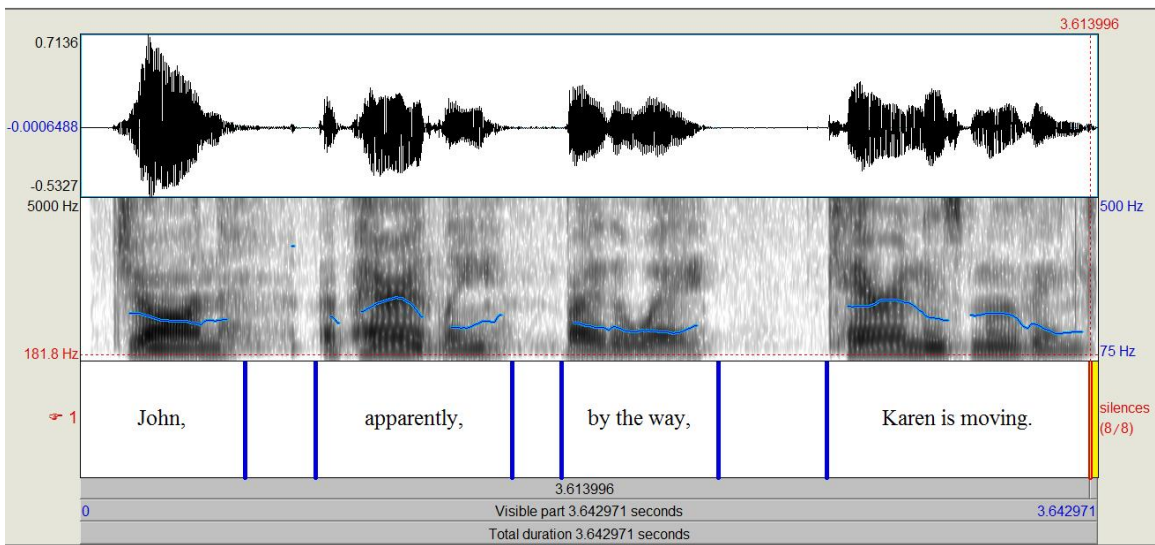 3.613996
0.7136
-0.0006488
-0.5327
5000 Hz
500 Hz
181.8 Hz
75 Hz
☞ 1
John,
apparently,
by the way,
Karen is moving.
silences
(8/8)
3.613996
0
Visible part 3.642971 seconds
3.642971
Total duration 3.642971 seconds